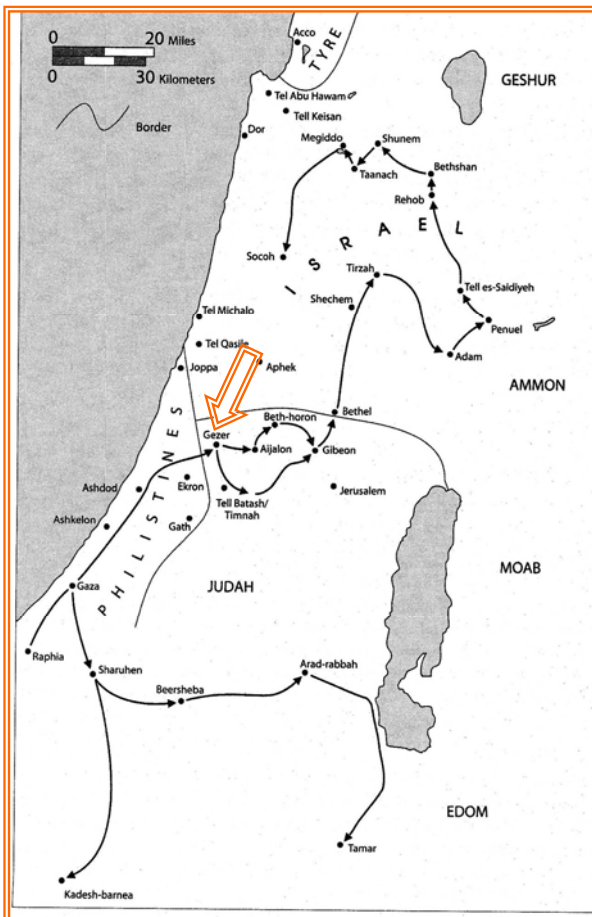 0 20 Miles
0 30 Kilometers
Border
Acco
TYRE
GESHUR
Tel Abu Hawam
Tell Keisan
Dor
Megiddo
Shunem
Taanach
Bethshan
Rehob
ISRAEL
Socoh
Tirzah
Tell es-Saidiyeh
Shechem
Penuel
Tel Michalo
Tel Qasile
Adam
Joppa
Aphek
AMMON
Beth-horon
Bethel
Gezer
Aijalon
Gibeon
PHILISTINES
Ekron
Jerusalem
Ashdod
Tell Batash/
Timnah
Ashkelon
Gath
MOAB
Gaza
JUDAH
Raphia
Sharuhen
Arad-rabbah
Beersheba
EDOM
Tamar
Kadesh-barnea